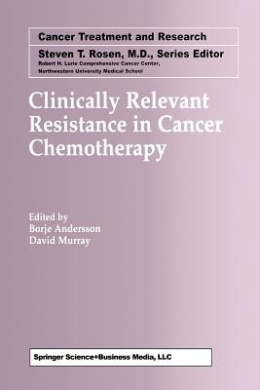 Cancer Treatment and Research
Steven T. Rosen, M.D., Series Editor
Robert H. Lurie Comprehensive Cancer Center,
Northwestern University Medical School
Clinically Relevant
Resistance in Cancer
Chemotherapy
Edited by
Borje Andersson
David Murray
Springer Science+Business Media, LLC